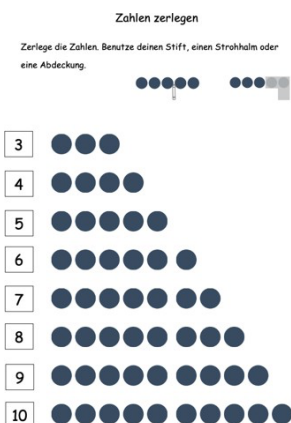 Zahlen zerlegen
Zerlege die Zahlen. Benutze deinen Stift, einen Strohhalm oder
eine Abdeckung.
3
4
5
6
7
8
9
10